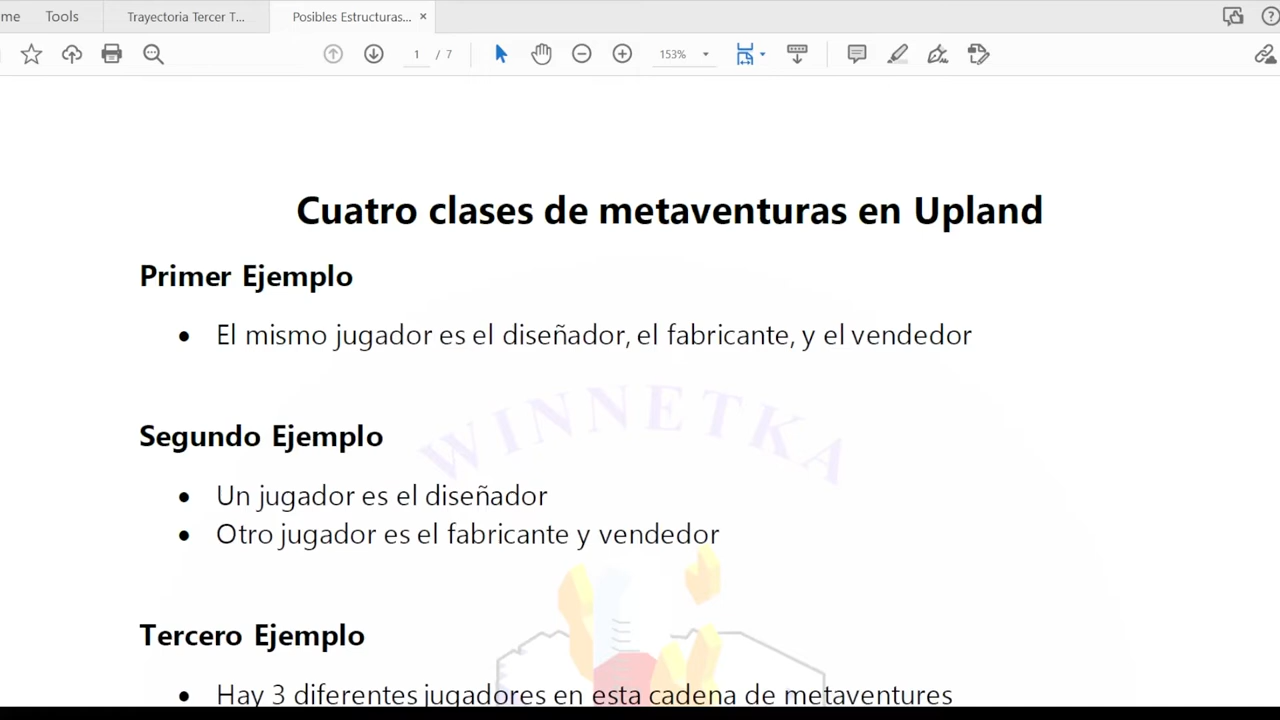 me Tools Trayectoria Tercer T... Posibles Estructuras... ×
1 / 7 153%
Cuatro clases de metaventuras en Upland
Primer Ejemplo
• El mismo jugador es el diseñador, el fabricante, y el vendedor
WINNETKA
Segundo Ejemplo
• Un jugador es el diseñador
• Otro jugador es el fabricante y vendedor
Tercero Ejemplo
• Hay 3 diferentes jugadores en esta cadena de metaventures